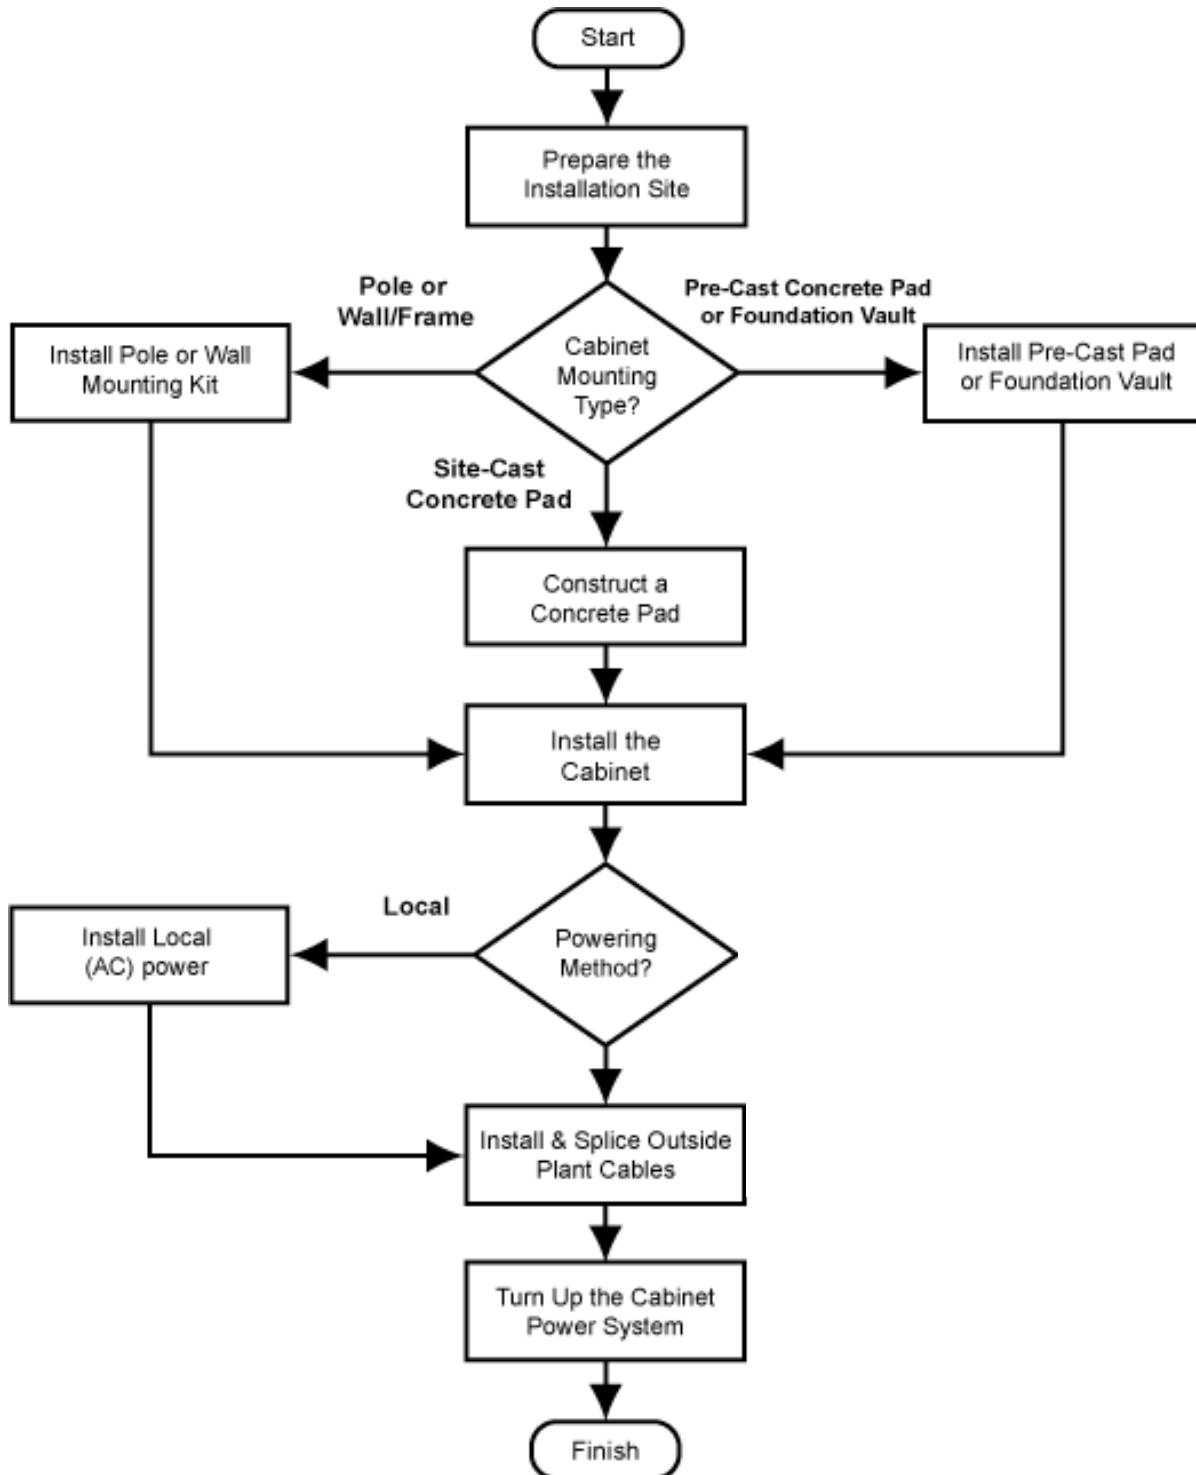 Start
Prepare the
Installation Site
Pole or
Wall/Frame
Pre-Cast Concrete Pad
or Foundation Vault
Install Pole or Wall
Mounting Kit
Cabinet
Mounting
Type?
Install Pre-Cast Pad
or Foundation Vault
Site-Cast
Concrete Pad
Construct a
Concrete Pad
Install the
Cabinet
Local
Install Local
(AC) power
Powering
Method?
Install & Splice Outside
Plant Cables
Turn Up the Cabinet
Power System
Finish